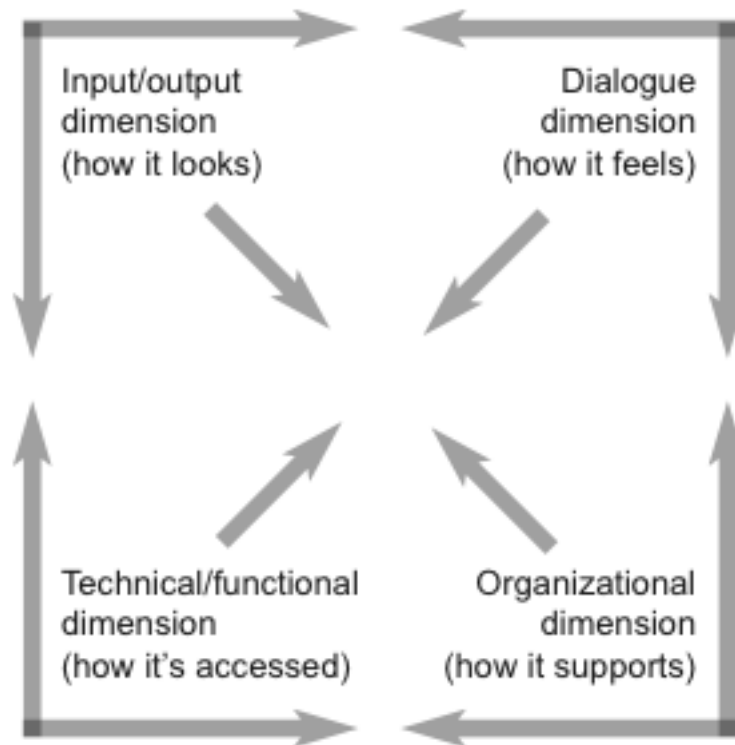 Input/output
dimension
(how it looks)
Dialogue
dimension
(how it feels)
Technical/functional
dimension
(how it's accessed)
Organizational
dimension
(how it supports)